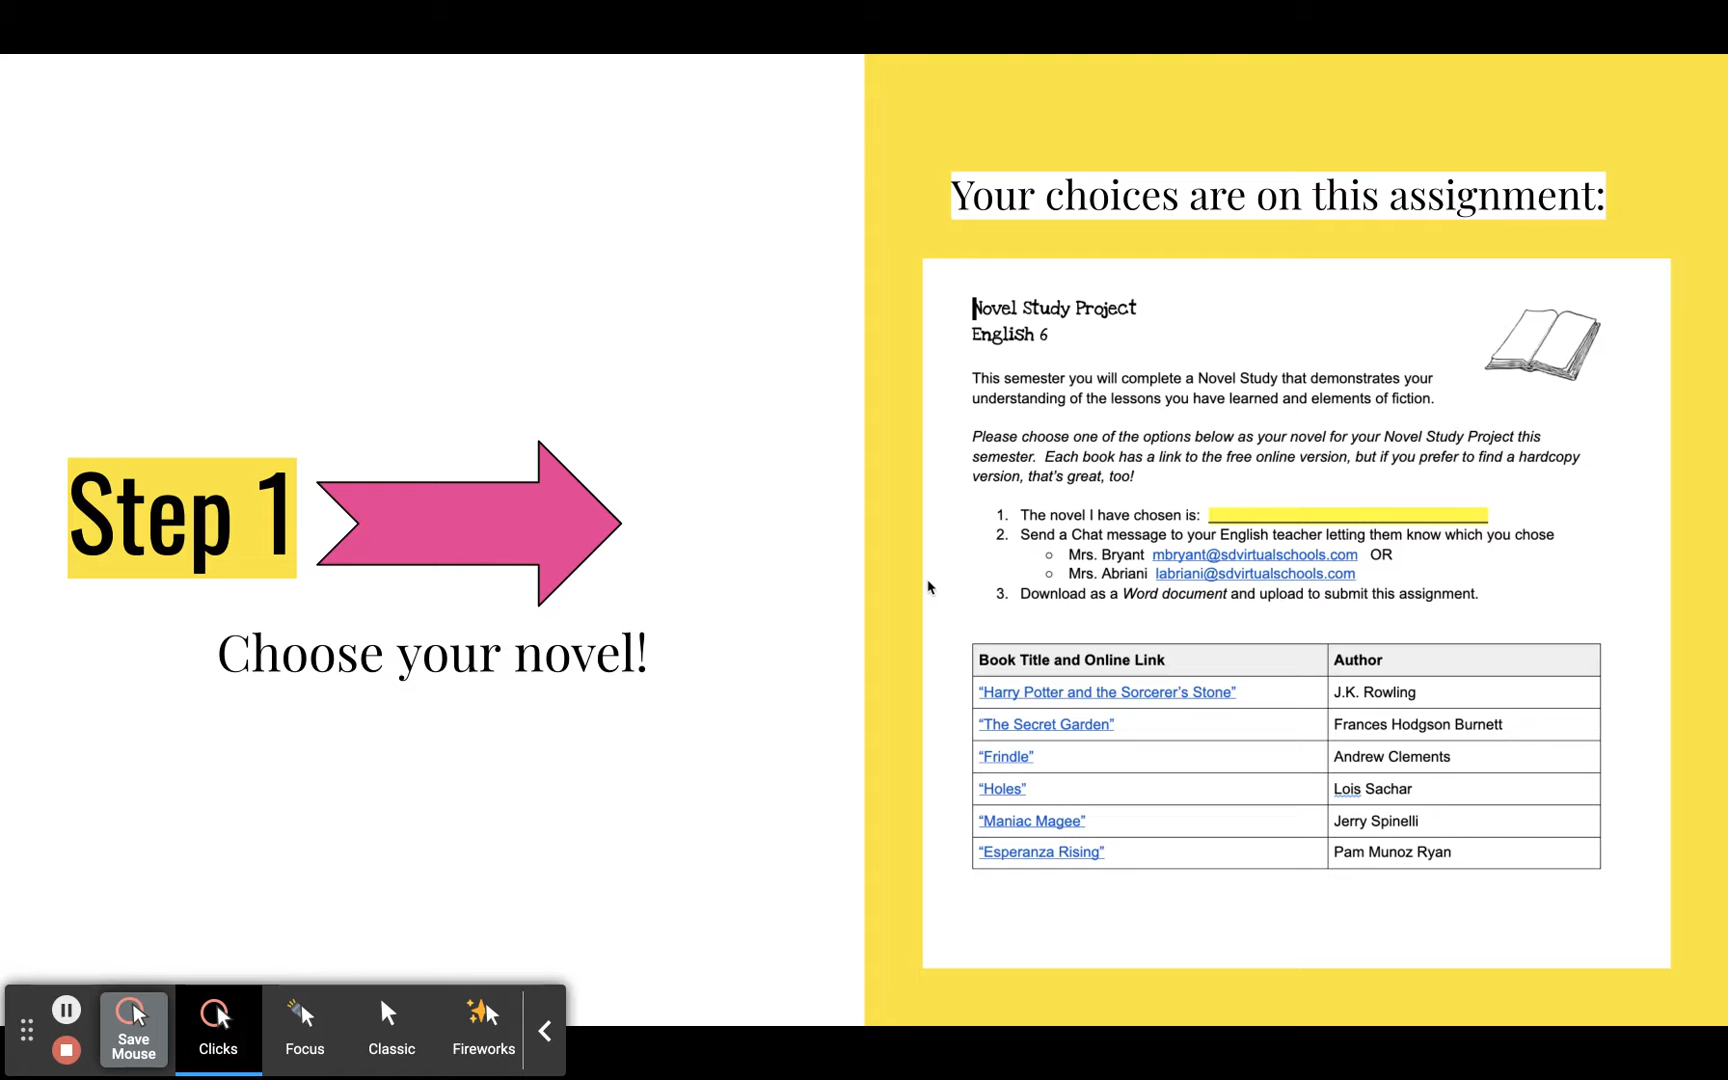 Step 1
Choose your novel!
Your choices are on this assignment:
Novel Study Project
English 6
This semester you will complete a Novel Study that demonstrates your
understanding of the lessons you have learned and elements of fiction.
Please choose one of the options below as your novel for your Novel Study Project this
semester.  Each book has a link to the free online version, but if you prefer to find a hardcopy
version, that's great, too!
1. The novel I have chosen is:
2. Send a Chat message to your English teacher letting them know which you chose
Mrs. Bryant mbryant@sdvirtualschools.com OR
Mrs. Abriani labriani@sdvirtualschools.com
3. Download as a Word document and upload to submit this assignment.
Book Title and Online Link Author
“Harry Potter and the Sorcerer’s Stone” J.K. Rowling
“The Secret Garden” Frances Hodgson Burnett
“Frindle” Andrew Clements
“Holes” Lois Sachar
“Maniac Magee” Jerry Spinelli
“Esperanza Rising” Pam Munoz Ryan
Save
Mouse
Clicks
Focus
Classic
Fireworks